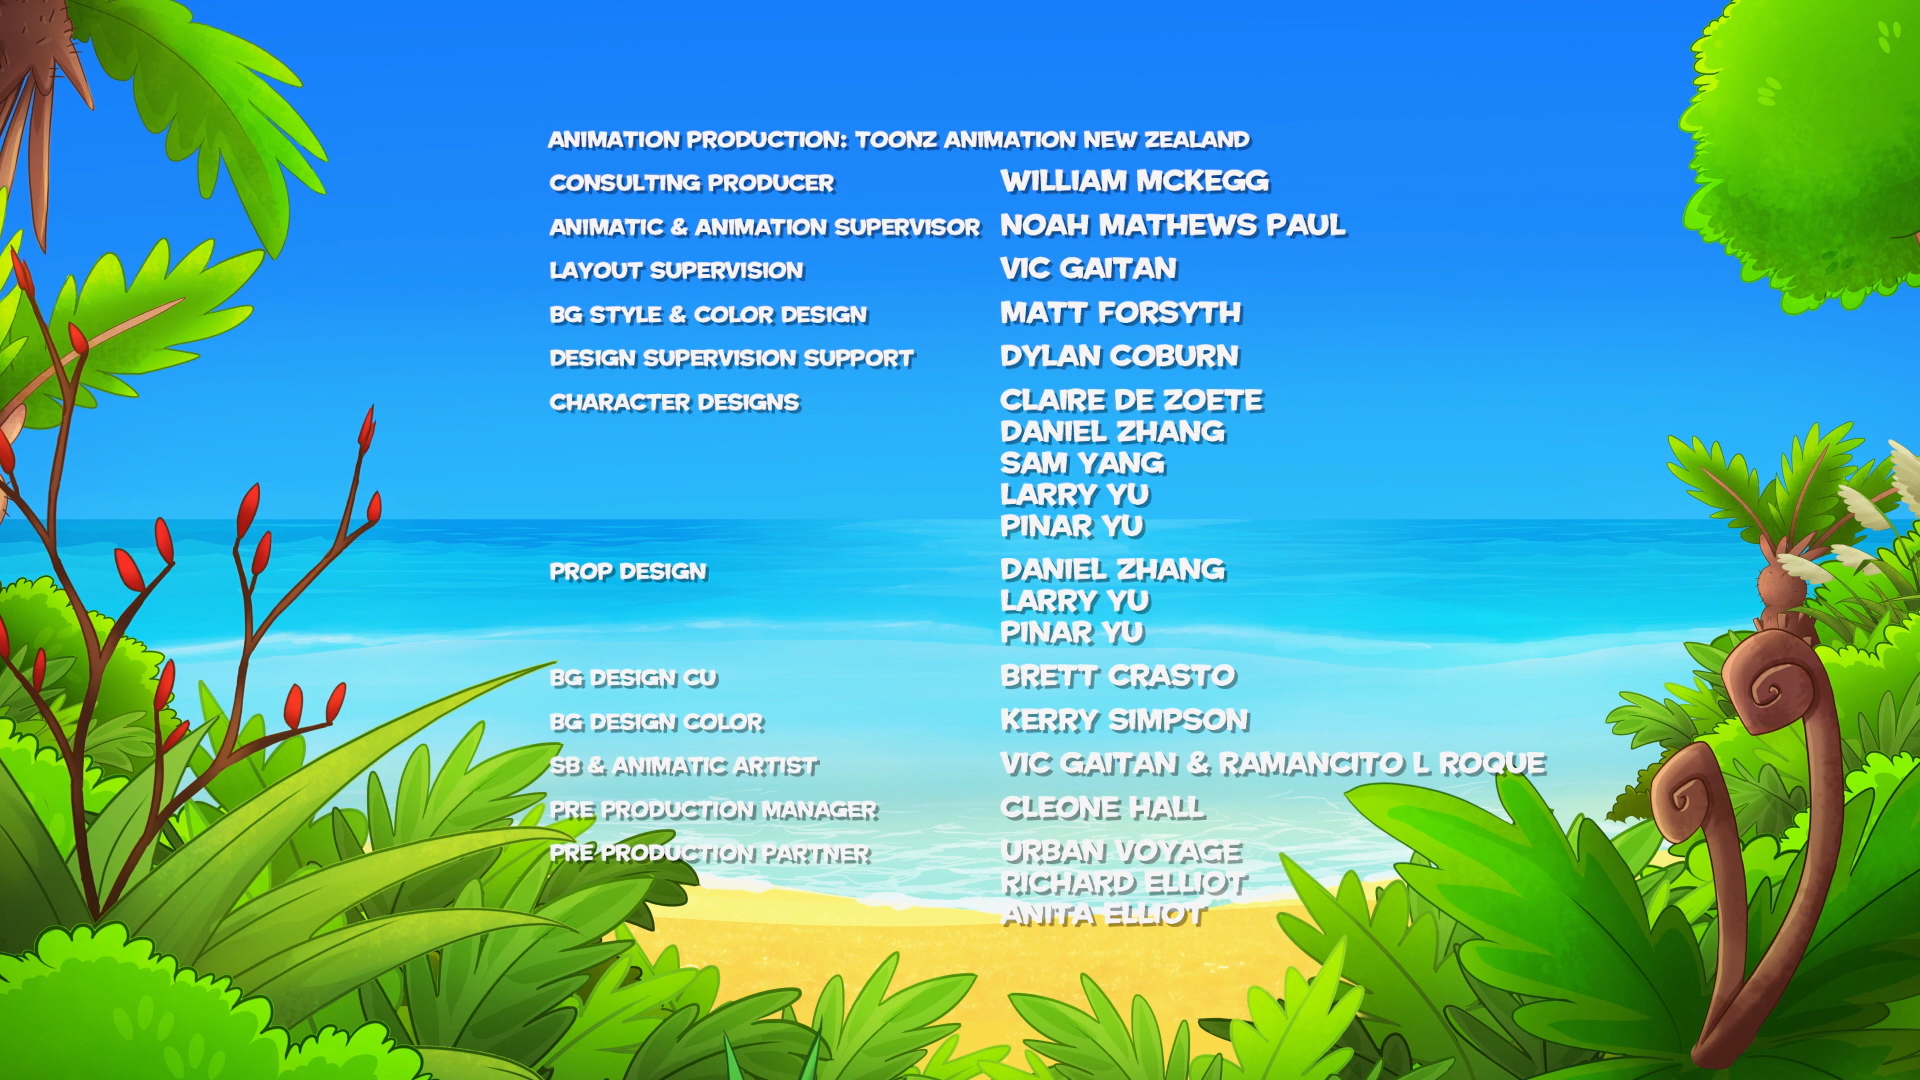 ANIMATION PRODUCTION: TOONZ ANIMATION NEW ZEALAND
CONSULTING PRODUCER WILLIAM MCKEGG
ANIMATIC & ANIMATION SUPERVISOR NOAH MATHEWS PAUL
LAYOUT SUPERVISION VIC GAITAN
BG STYLE & COLOR DESIGN MATT FORSYTH
DESIGN SUPERVISION SUPPORT DYLAN COBURN
CHARACTER DESIGNS CLAIRE DE ZOETE
DANIEL ZHANG
SAM YANG
LARRY YU
PINAR YU
PROP DESIGN DANIEL ZHANG
LARRY YU
PINAR YU
BG DESIGN CU BRETT CRASTO
BG DESIGN COLOR KERRY SIMPSON
SB & ANIMATIC ARTIST VIC GAITAN & RAMANCITO L ROQUE
PRE PRODUCTION MANAGER CLEONE HALL
PRE PRODUCTION PARTNER URBAN VOYAGE
RICHARD ELLIOT
ANITA ELLIOT